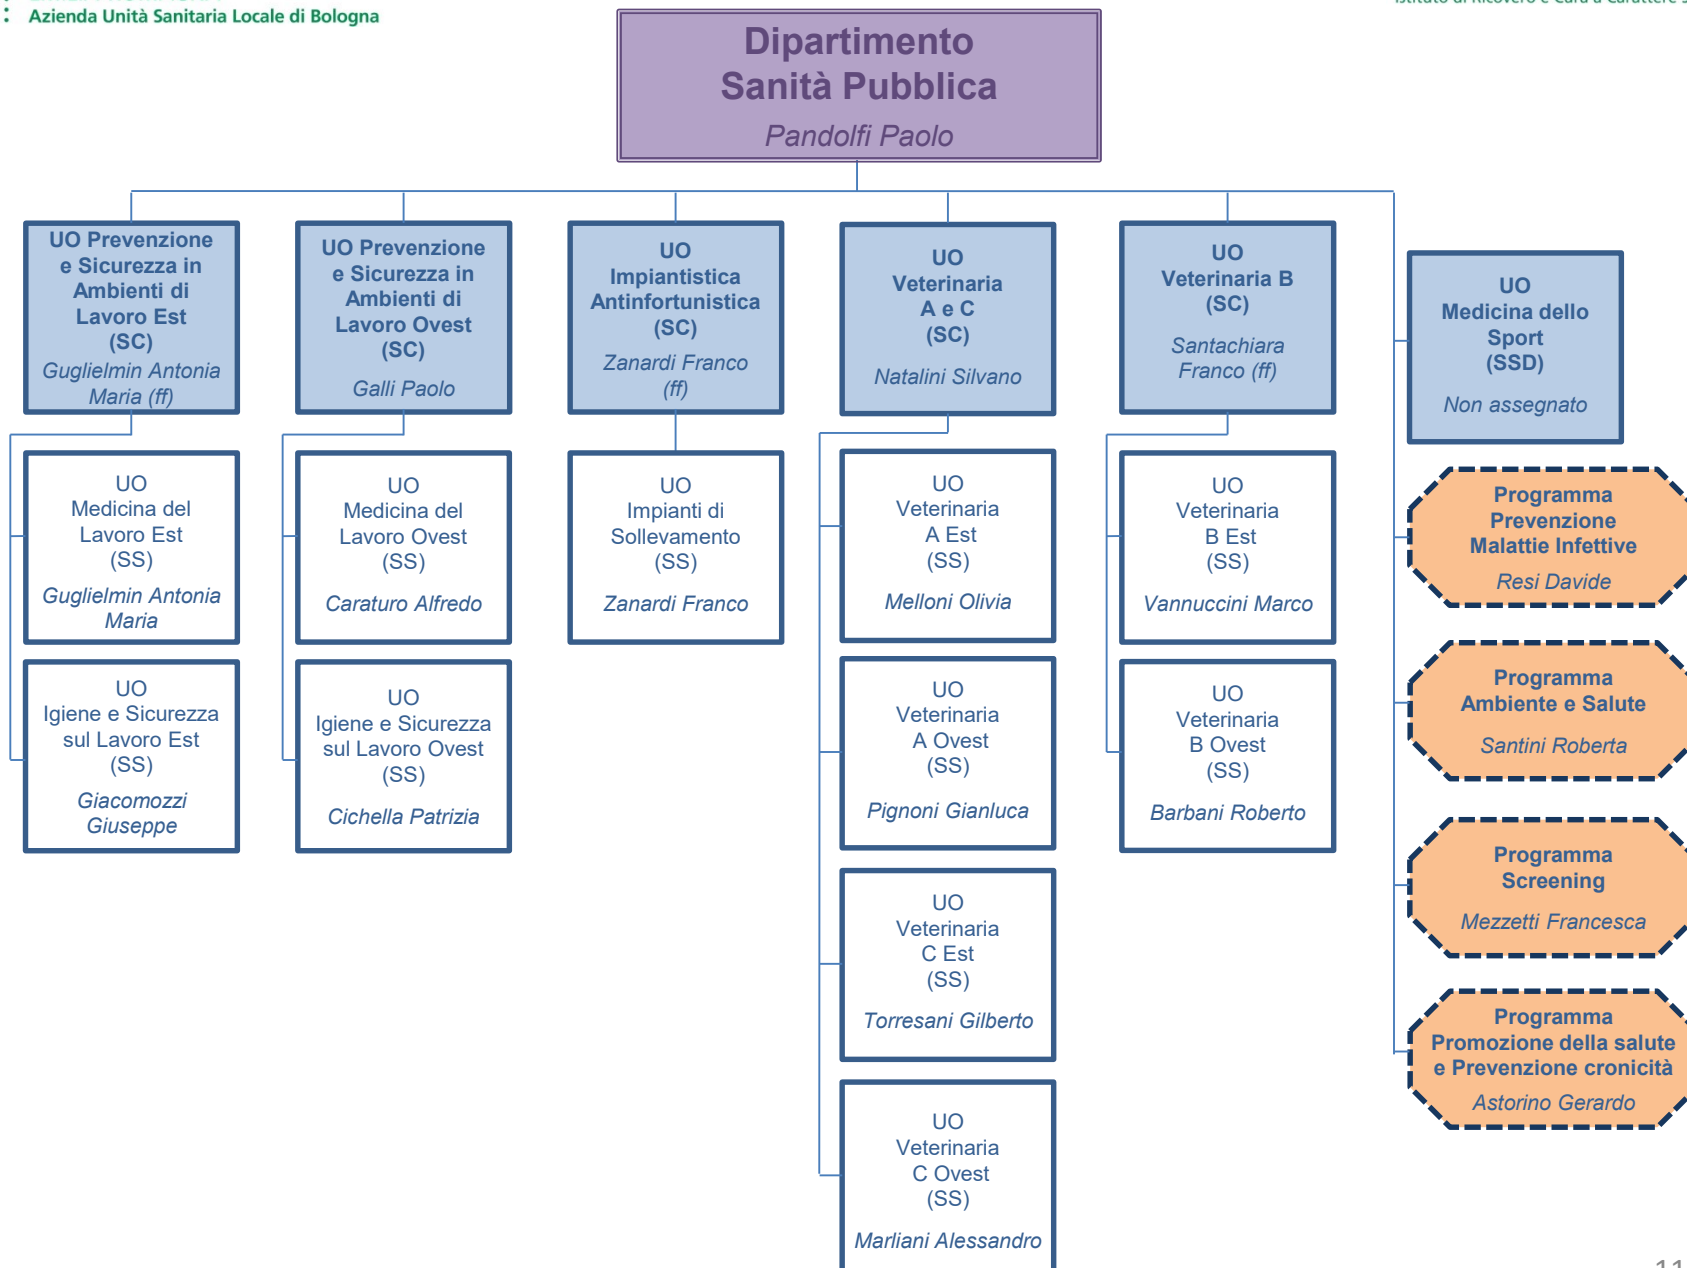 Azienda Unità Sanitaria Locale di Bologna
Dipartimento
Sanità Pubblica
Pandolfi Paolo
UO Prevenzione
e Sicurezza in
Ambienti di
Lavoro Est
(SC)
Guglielmin Antonia
Maria (ff)
UO Prevenzione
e Sicurezza in
Ambienti di
Lavoro Ovest
(SC)
Galli Paolo
UO
Impiantistica
Antinfortunistica
(SC)
Zanardi Franco
(ff)
UO
Veterinaria
A e C
(SC)
Natalini Silvano
UO
Veterinaria B
(SC)
Santachiara
Franco (ff)
UO
Medicina dello
Sport
(SSD)
Non assegnato
UO
Medicina del
Lavoro Est
(SS)
Guglielmin Antonia
Maria
UO
Igiene e Sicurezza
sul Lavoro Est
(SS)
Giacomozzi
Giuseppe
UO
Medicina del
Lavoro Ovest
(SS)
Caraturo Alfredo
UO
Igiene e Sicurezza
sul Lavoro Ovest
(SS)
Cichella Patrizia
UO
Impianti di
Sollevamento
(SS)
Zanardi Franco
UO
Veterinaria
A Est
(SS)
Melloni Olivia
UO
Veterinaria
A Ovest
(SS)
Pignoni Gianluca
UO
Veterinaria
C Est
(SS)
Torresani Gilberto
UO
Veterinaria
C Ovest
(SS)
Marliani Alessandro
UO
Veterinaria
B Est
(SS)
Vannuccini Marco
UO
Veterinaria
B Ovest
(SS)
Barbani Roberto
Programma
Prevenzione
Malattie Infettive
Resi Davide
Programma
Ambiente e Salute
Santini Roberta
Programma
Screening
Mezzetti Francesca
Programma
Promozione della salute
e Prevenzione cronicità
Astorino Gerardo